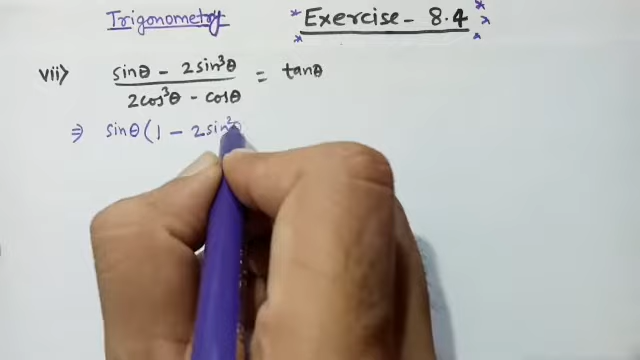 Trigonometry
* Exercise - 8.4 *
vii> sinθ - 2sin³θ / 2cos³θ - cosθ = tanθ
⇒ sinθ(1 - 2sin²θ